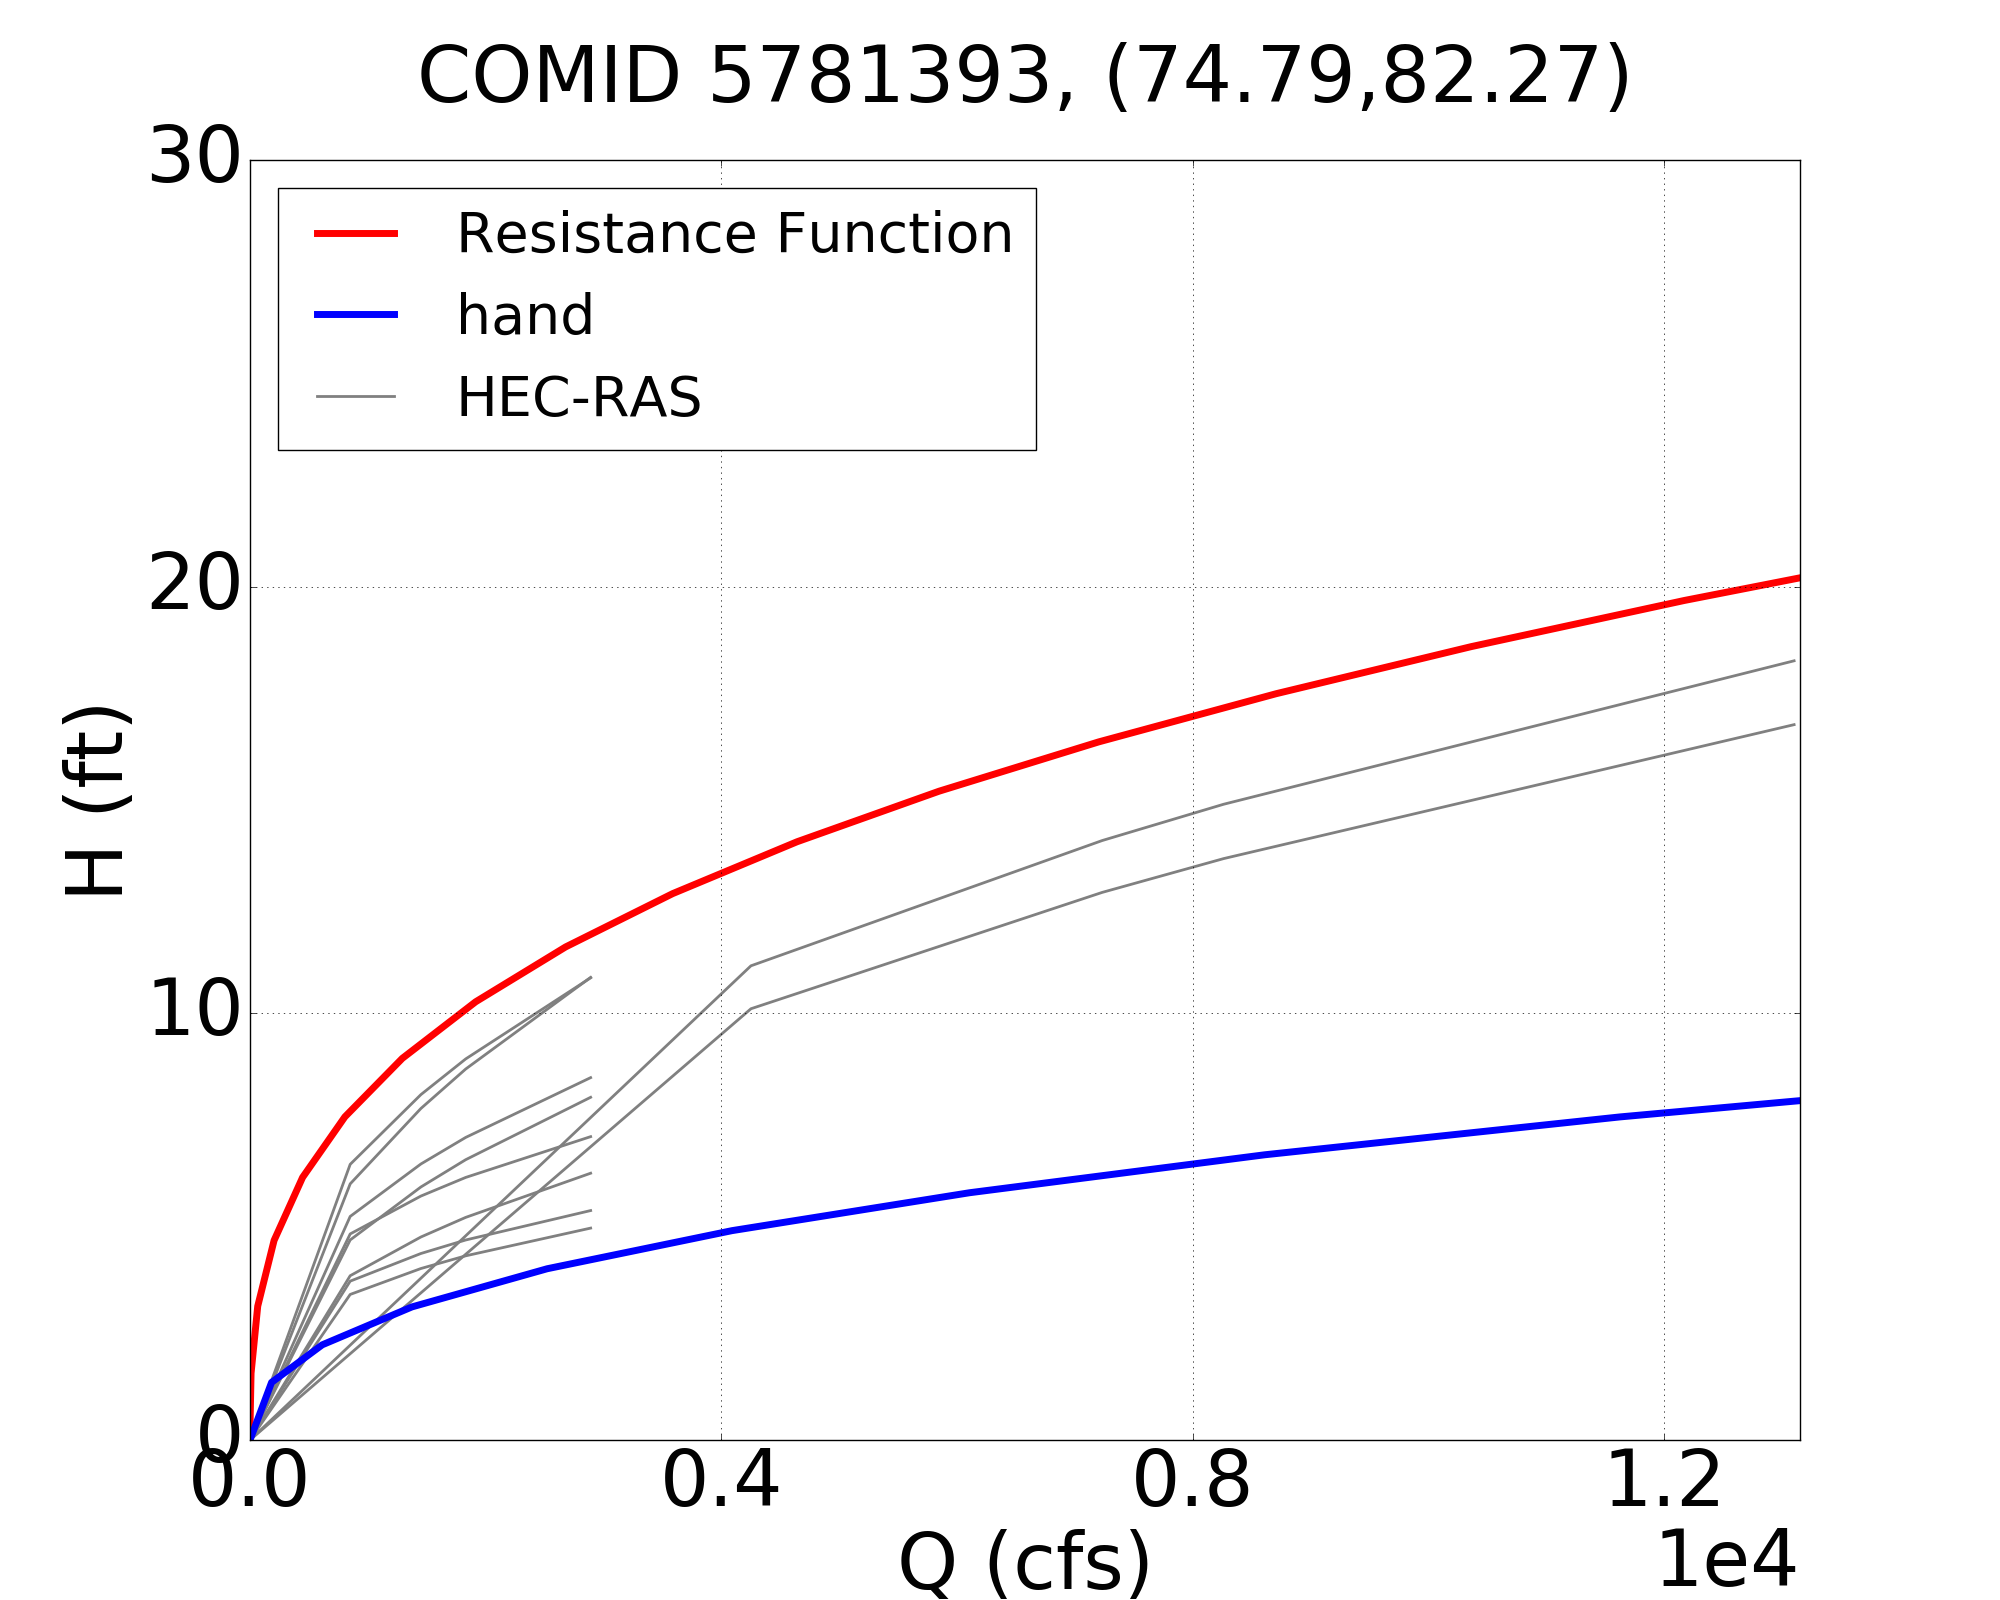 COMID 5781393, (74.79,82.27)
30
Resistance Function
hand
HEC-RAS
20
H (ft)
10
0
0.0 0.4 0.8 1.2
1e4
Q (cfs)